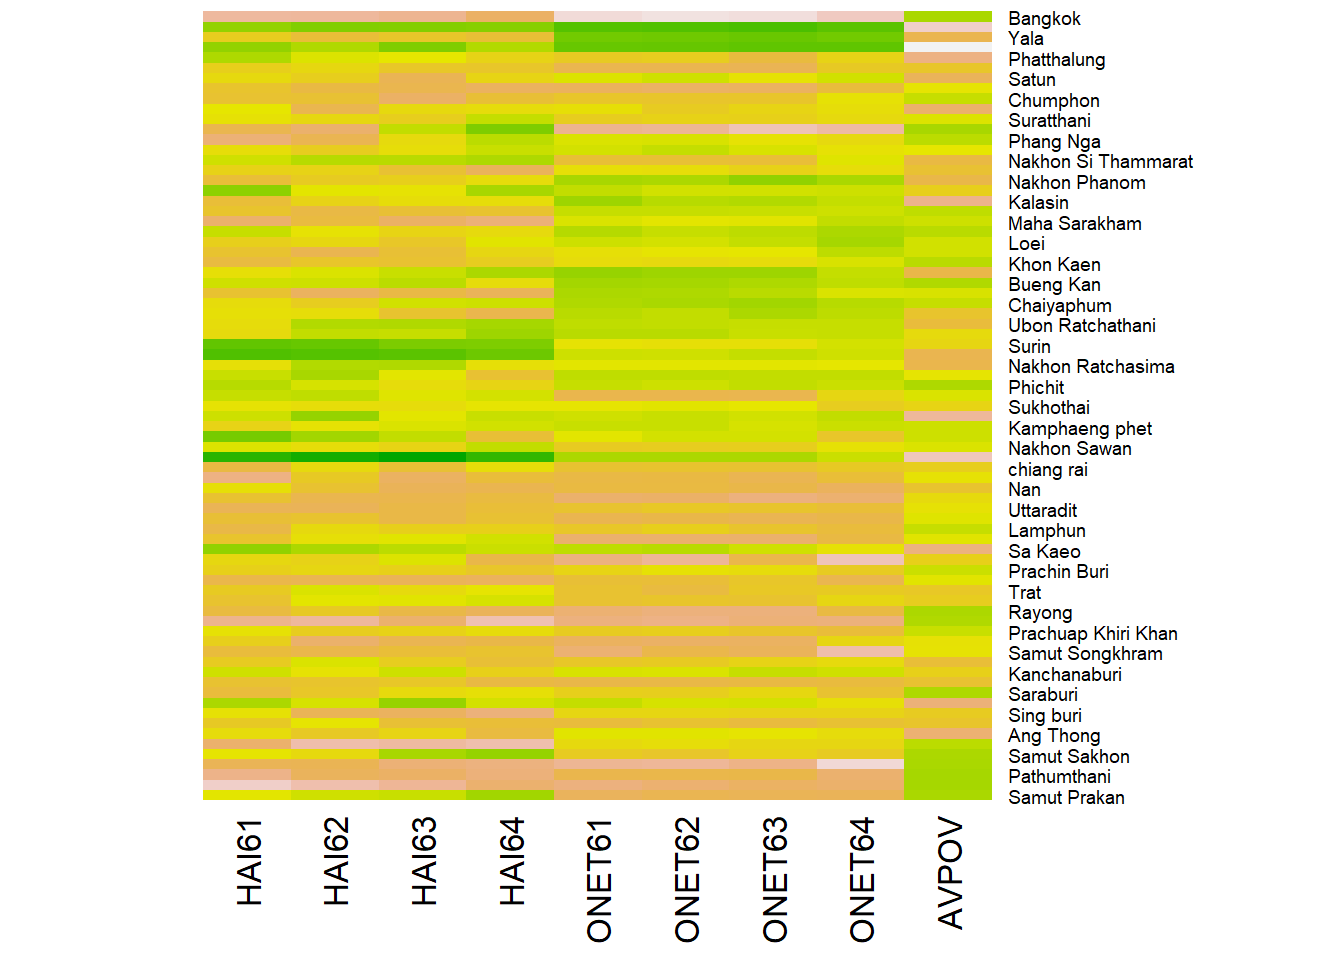 Bangkok
Yala
Phatthalung
Satun
Chumphon
Suratthani
Phang Nga
Nakhon Si Thammarat
Nakhon Phanom
Kalasin
Maha Sarakham
Loei
Khon Kaen
Bueng Kan
Chaiyaphum
Ubon Ratchathani
Surin
Nakhon Ratchasima
Phichit
Sukhothai
Kamphaeng phet
Nakhon Sawan
chiang rai
Nan
Uttaradit
Lamphun
Sa Kaeo
Prachin Buri
Trat
Rayong
Prachuap Khiri Khan
Samut Songkhram
Kanchanaburi
Saraburi
Sing buri
Ang Thong
Samut Sakhon
Pathumthani
Samut Prakan
HAI61
HAI62
HAI63
HAI64
ONET61
ONET62
ONET63
ONET64
AVPOV